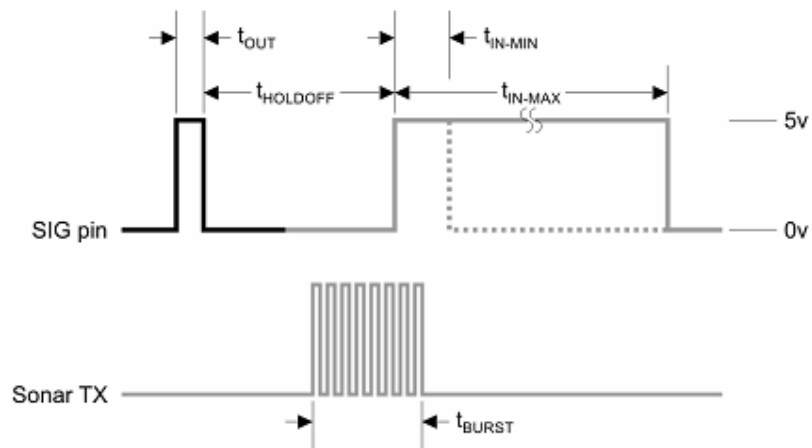 tOUT
tIN-MIN
tHOLDOFF
tIN-MAX
5v
SIG pin
0v
Sonar TX
tBURST